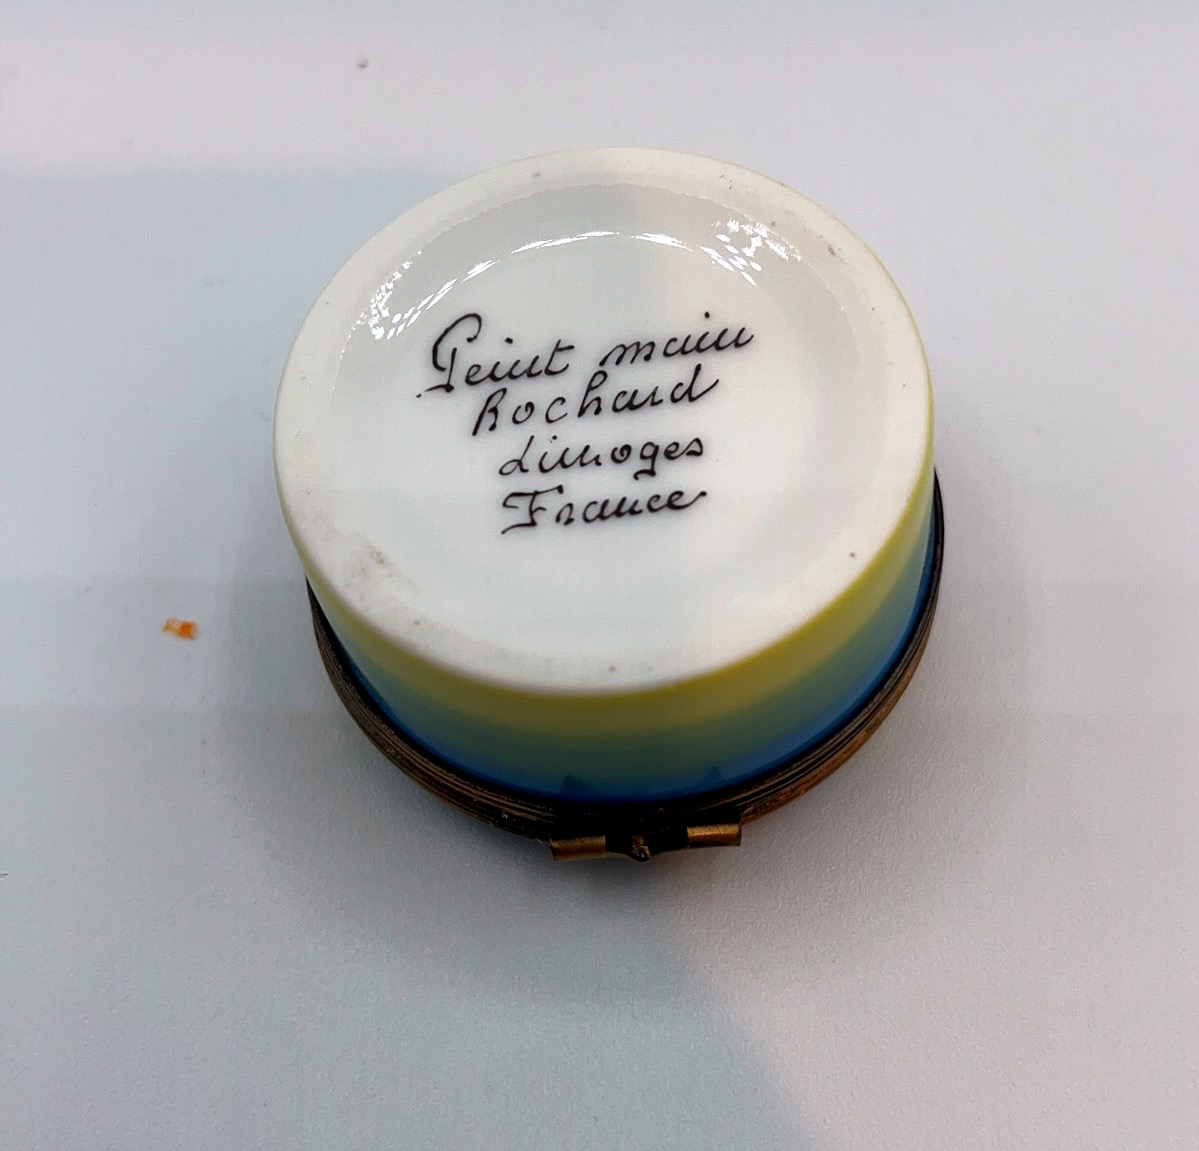 Peint main
Rochard
Limoges
France